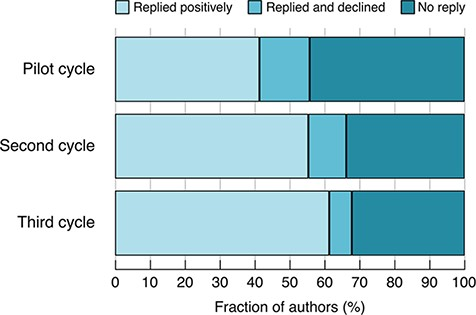 Replied positively Replied and declined No reply
Pilot cycle
Second cycle
Third cycle
0 10 20 30 40 50 60 70 80 90 100
Fraction of authors (%)